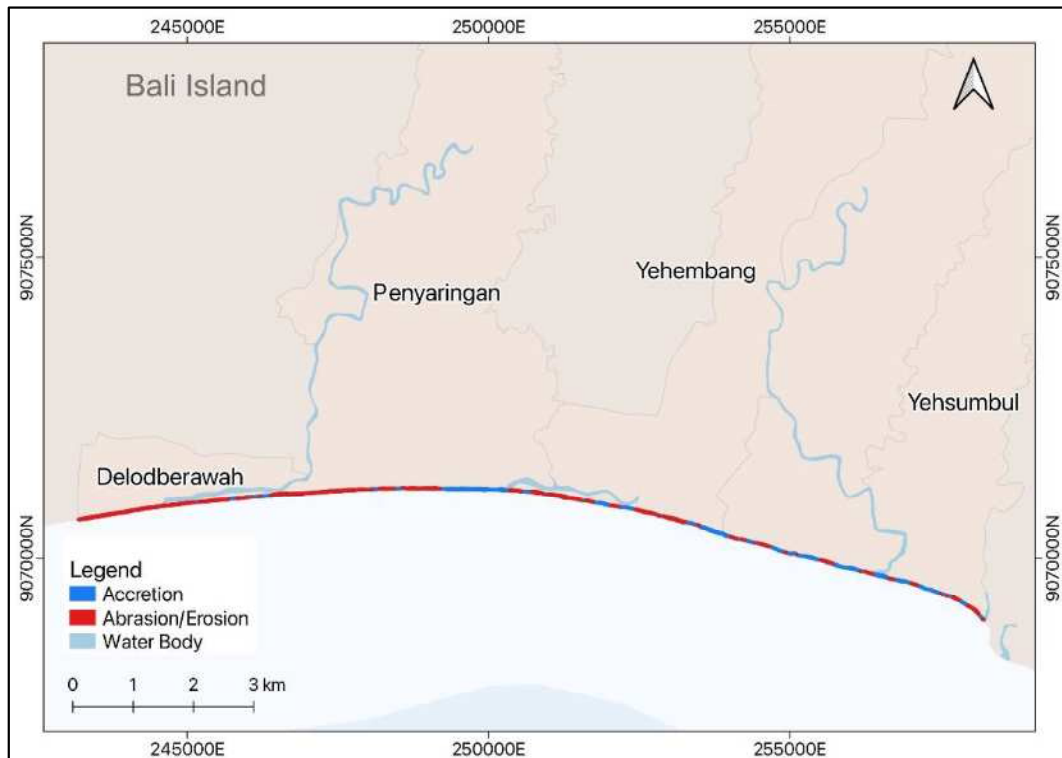 245000E 250000E 255000E
Bali Island
9075000N 9075000N
Yehembang
Penyaringan
Yehsumbul
Delodberawah
9070000N 9070000N
Legend
Accretion
Abrasion/Erosion
Water Body
0 1 2 3 km
245000E 250000E 255000E